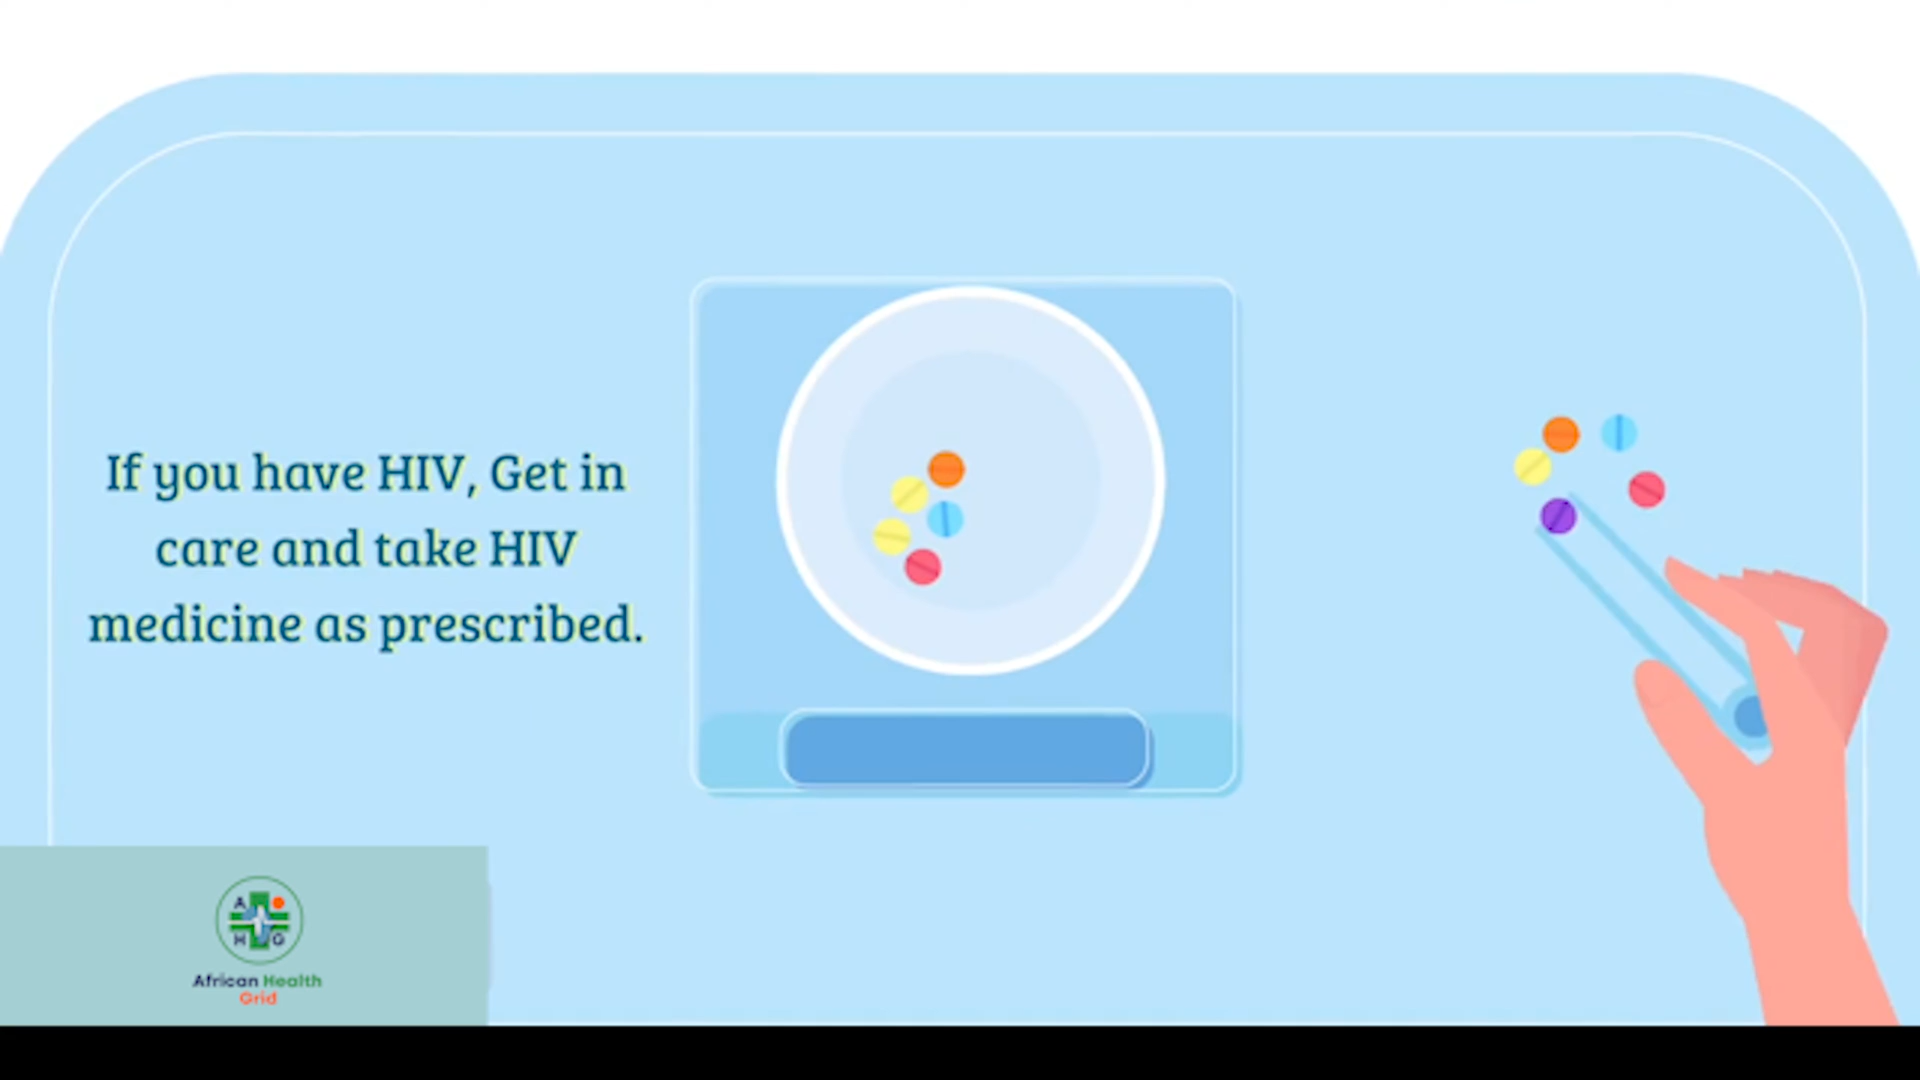 If you have HIV, Get in
care and take HIV
medicine as prescribed.
A
H G
African Health
Grid